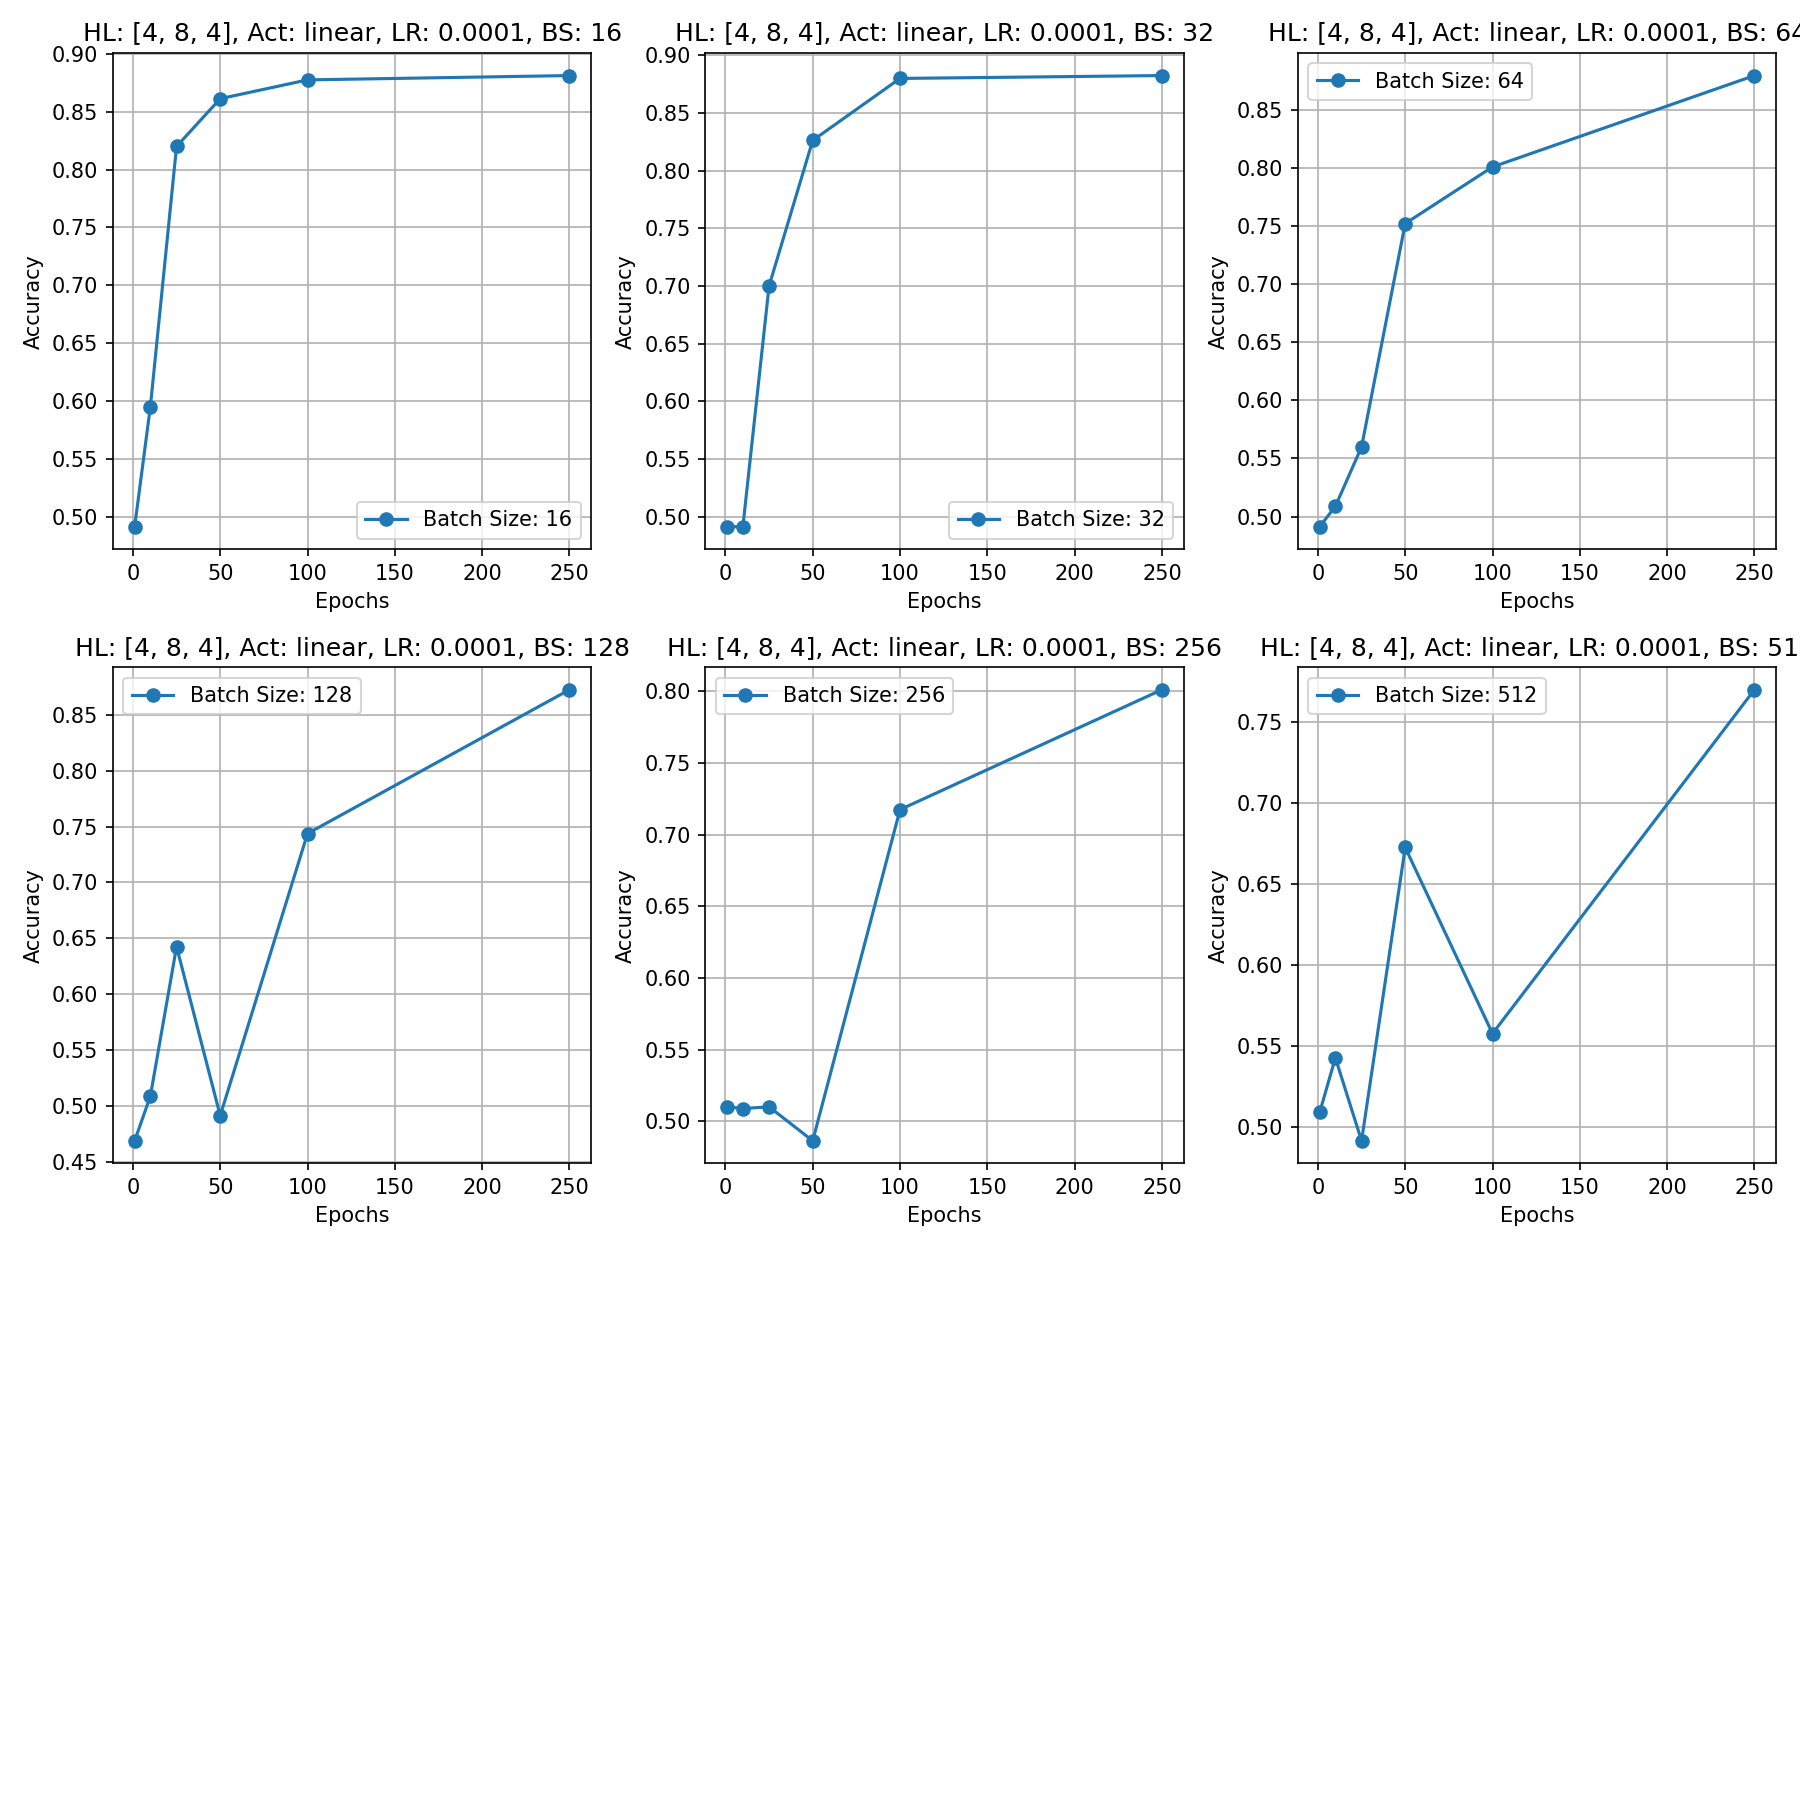 HL: [4, 8, 4], Act: linear, LR: 0.0001, BS: 16
0.90
0.85
0.80
0.75
0.70
0.65
0.60
0.55
0.50
Accuracy
Batch Size: 16
0 50 100 150 200 250
Epochs
HL: [4, 8, 4], Act: linear, LR: 0.0001, BS: 32
0.90
0.85
0.80
0.75
0.70
0.65
0.60
0.55
0.50
Accuracy
Batch Size: 32
0 50 100 150 200 250
Epochs
HL: [4, 8, 4], Act: linear, LR: 0.0001, BS: 64
Batch Size: 64
0.85
0.80
0.75
0.70
0.65
0.60
0.55
0.50
Accuracy
0 50 100 150 200 250
Epochs
HL: [4, 8, 4], Act: linear, LR: 0.0001, BS: 128
Batch Size: 128
0.85
0.80
0.75
0.70
0.65
0.60
0.55
0.50
0.45
Accuracy
0 50 100 150 200 250
Epochs
HL: [4, 8, 4], Act: linear, LR: 0.0001, BS: 256
Batch Size: 256
0.80
0.75
0.70
0.65
0.60
0.55
0.50
Accuracy
0 50 100 150 200 250
Epochs
HL: [4, 8, 4], Act: linear, LR: 0.0001, BS: 51
Batch Size: 512
0.75
0.70
0.65
0.60
0.55
0.50
Accuracy
0 50 100 150 200 250
Epochs